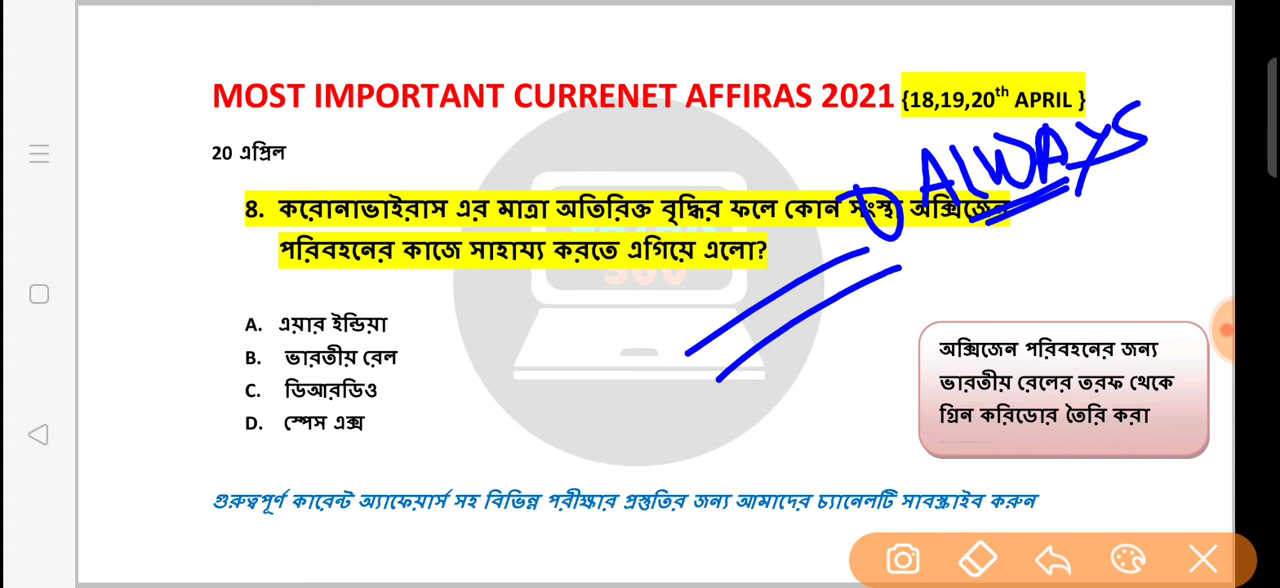 MOST IMPORTANT CURRENET AFFIRAS 2021 {18,19,20th APRIL }
20 এপ্রিল
8. করোনাভাইরাস এর মাত্রা অতিরিক্ত বৃদ্ধির ফলে কোন সংস্থা অক্সিজেন
পরিবহনের কাজে সাহায্য করতে এগিয়ে এলো?
D ALWAYS
360
A. এয়ার ইন্ডিয়া
B. ভারতীয় রেল
C. ডিআরডিও
D. স্পেস এক্স
অক্সিজেন পরিবহনের জন্য
ভারতীয় রেলের তরফ থেকে
গ্রিন করিডোর তৈরি করা
গুরুত্বপূর্ণ কারেন্ট অ্যাফেয়ার্স সহ বিভিন্ন পরীক্ষার প্রস্তুতির জন্য আমাদের চ্যানেলটি সাবস্ক্রাইব করুন